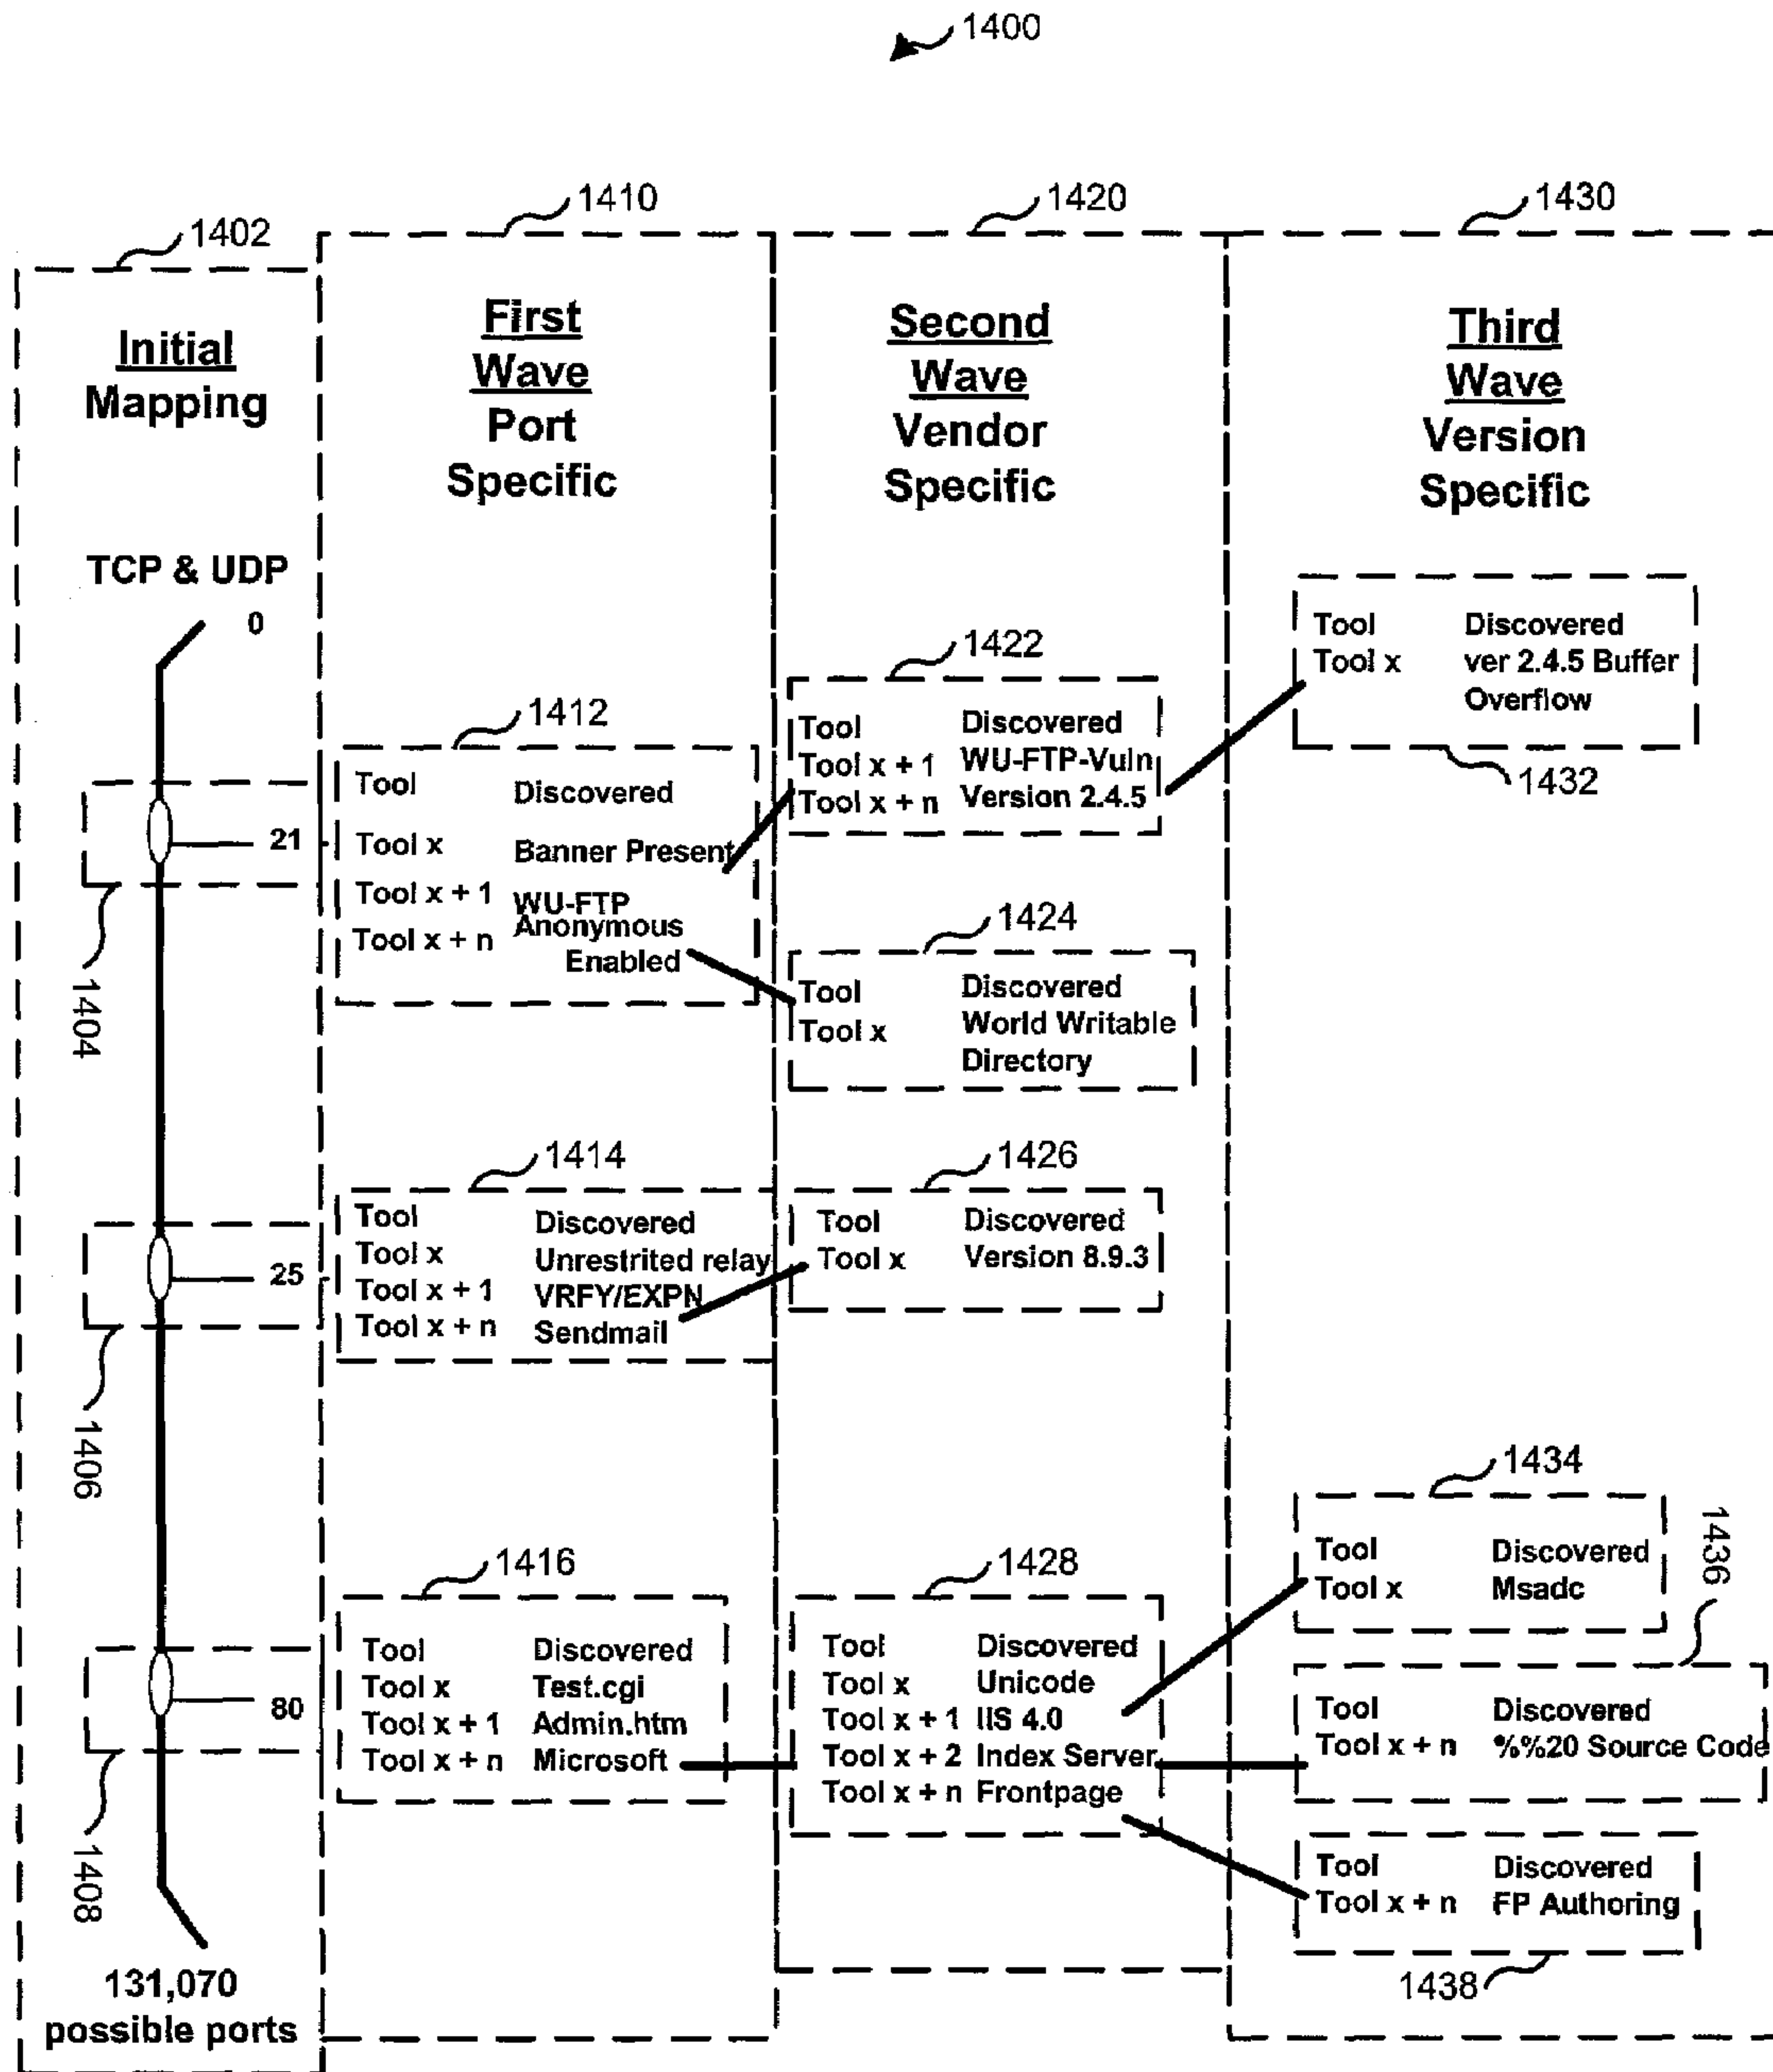 1400
1402
Initial
Mapping
TCP & UDP
0
21
1404
25
1406
80
1408
131,070
possible ports
1410
First
Wave
Port
Specific
1412
Tool Discovered
Tool x Banner Present
Tool x + 1 WU-FTP
Tool x + n Anonymous
Enabled
1414
Tool Discovered
Tool x Unrestrited relay
Tool x + 1 VRFY/EXPN
Tool x + n Sendmail
1416
Tool Discovered
Tool x Test.cgi
Tool x + 1 Admin.htm
Tool x + n Microsoft
1420
Second
Wave
Vendor
Specific
1422
Tool Discovered
Tool x + 1 WU-FTP-Vuln
Tool x + n Version 2.4.5
1424
Tool Discovered
Tool x World Writable
Directory
1426
Tool Discovered
Tool x Version 8.9.3
1428
Tool Discovered
Tool x Unicode
Tool x + 1 IIS 4.0
Tool x + 2 Index Server
Tool x + n Frontpage
1430
Third
Wave
Version
Specific
Tool Discovered
Tool x ver 2.4.5 Buffer
Overflow
1432
1434
Tool Discovered
Tool x Msadc
1436
Tool Discovered
Tool x + n %%20 Source Code
Tool Discovered
Tool x + n FP Authoring
1438